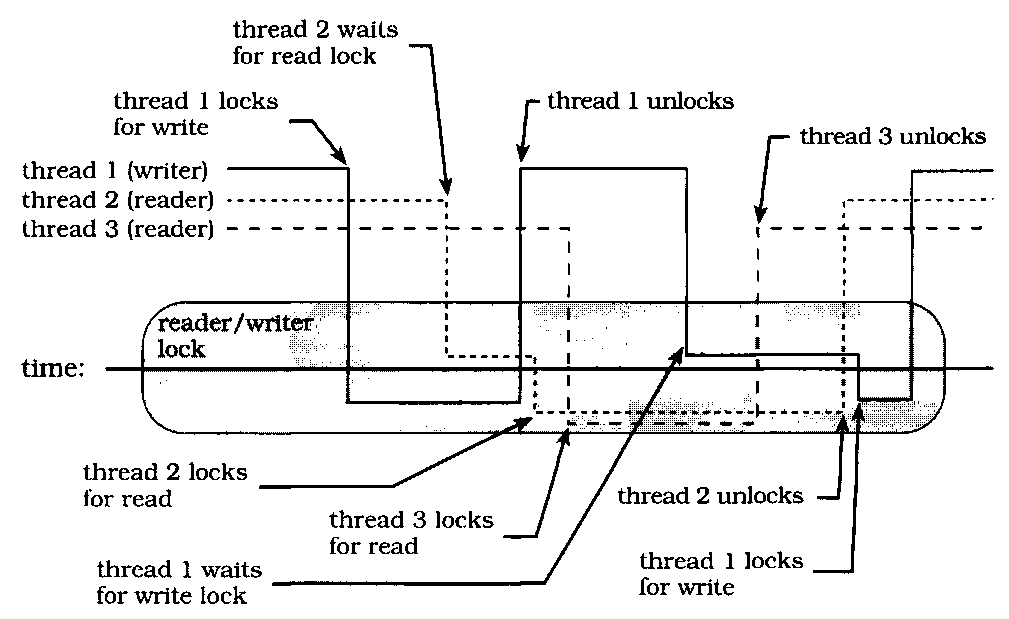 thread 2 waits
for read lock
thread 1 locks
for write
thread 1 unlocks
thread 3 unlocks
thread 1 (writer)
thread 2 (reader)
thread 3 (reader)
reader/writer
lock
time:
thread 2 locks
for read
thread 3 locks
for read
thread 2 unlocks
thread 1 waits
for write lock
thread 1 locks
for write